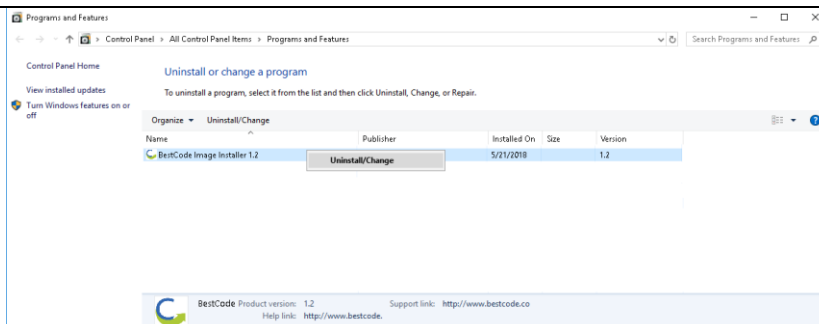 Programs and Features
Control Panel > All Control Panel Items > Programs and Features
Search Programs and Features
Control Panel Home
View installed updates
Turn Windows features on or
off
Uninstall or change a program
To uninstall a program, select it from the list and then click Uninstall, Change, or Repair.
Organize Uninstall/Change
Name Publisher Installed On Size Version
BestCode Image Installer 1.2 5/21/2018 1.2
Uninstall/Change
BestCode Product version: 1.2 Support link: http://www.bestcode.co
Help link: http://www.bestcode.